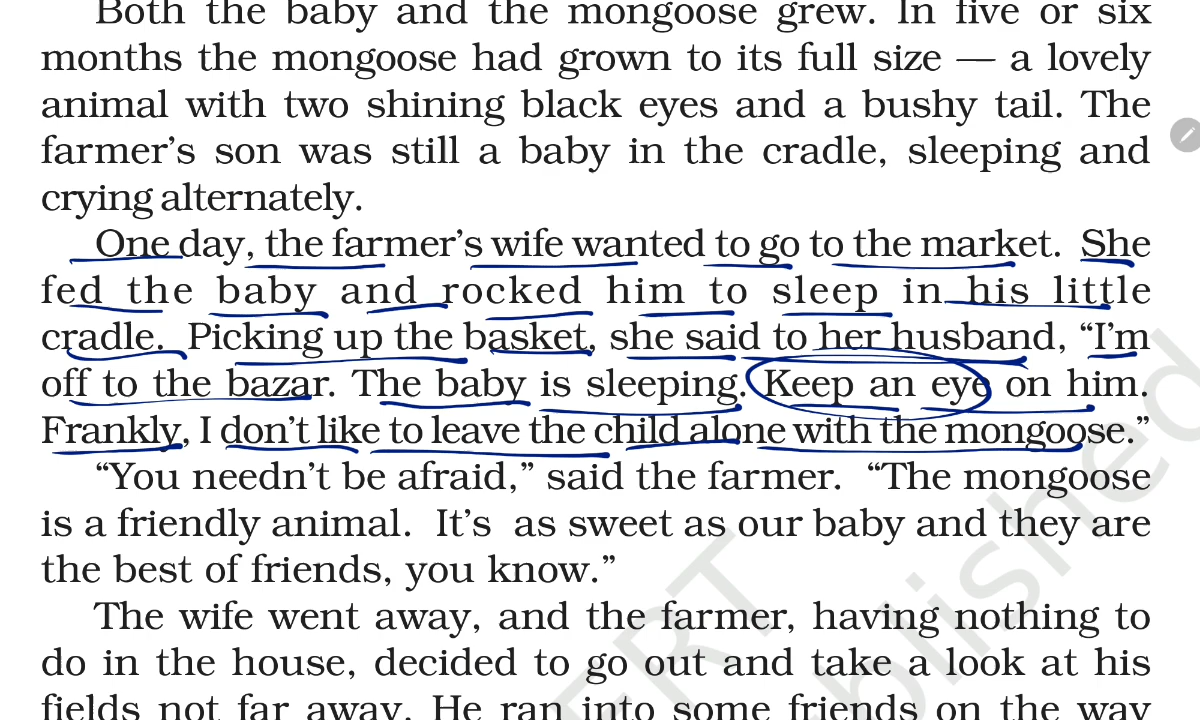 Both the baby and the mongoose grew. In five or six
months the mongoose had grown to its full size — a lovely
animal with two shining black eyes and a bushy tail. The
farmer's son was still a baby in the cradle, sleeping and
crying alternately.
One day, the farmer's wife wanted to go to the market. She
fed the baby and rocked him to sleep in his little
cradle. Picking up the basket, she said to her husband, “I'm
off to the bazar. The baby is sleeping. Keep an eye on him.
Frankly, I don't like to leave the child alone with the mongoose.”
“You needn't be afraid,” said the farmer. “The mongoose
is a friendly animal. It's as sweet as our baby and they are
the best of friends, you know.”
The wife went away, and the farmer, having nothing to
do in the house, decided to go out and take a look at his
fields not far away. He ran into some friends on the way